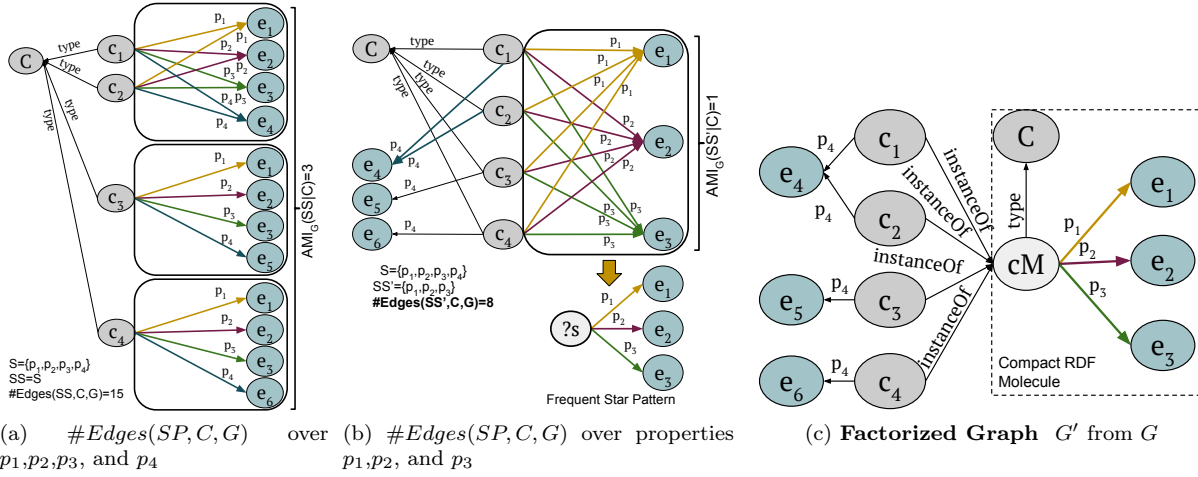 C
type
type
type
type
c1
c2
c3
c4
p1
p2
p1
p2
p3
p4 p3
p4
e1
e2
e3
e4
p1
p2
p3
p4
e1
e2
e3
e5
p1
p2
p3
p4
e1
e2
e3
e6
AMIG(SS|C)=3
S={p1,p2,p3,p4}
SS=S
#Edges(SS,C,G)=15
(a) #Edges(SP, C, G) over
p1,p2,p3, and p4
C
type
type
type
type
c1
c2
c3
c4
p4
p4
p4
p4
e4
e5
e6
p1
p1
p1
p1
p2
p2
p2
p2
p3
p3
p3
p3
e1
e2
e3
AMIG(SS'|C)=1
S={p1,p2,p3,p4}
SS'={p1,p2,p3}
#Edges(SS',C,G)=8
?s
p1
p2
p3
e1
e2
e3
Frequent Star Pattern
(b) #Edges(SP, C, G) over properties
p1,p2, and p3
e4
e5
e6
p4
p4
p4
p4
c1
c2
c3
c4
instanceOf
instanceOf
instanceOf
instanceOf
C
type
cM
p1
p2
p3
e1
e2
e3
Compact RDF
Molecule
(c) Factorized Graph G′ from G